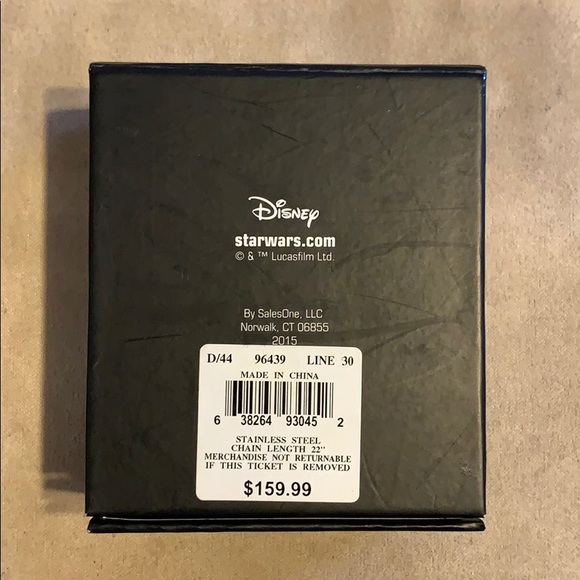 Disney
starwars.com
© & ™ Lucasfilm Ltd.
By SalesOne, LLC
Norwalk, CT 06855
2015
D/44 96439 LINE 30
MADE IN CHINA
6 38264 93045 2
STAINLESS STEEL
CHAIN LENGTH 22"
MERCHANDISE NOT RETURNABLE
IF THIS TICKET IS REMOVED
$159.99